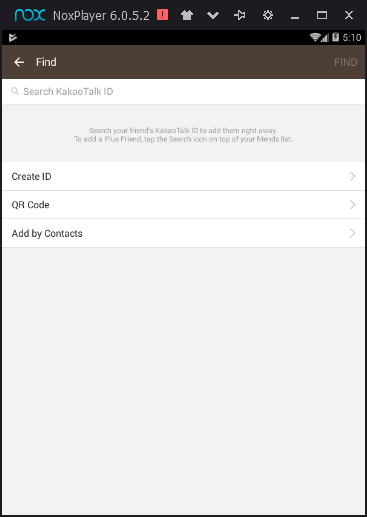 nox NoxPlayer 6.0.5.2
5:10
Find FIND
Search KakaoTalk ID
Search your friend's KakaoTalk ID to add them right away.
To add a Plus Friend, tap the Search icon on top of your friends list.
Create ID
QR Code
Add by Contacts